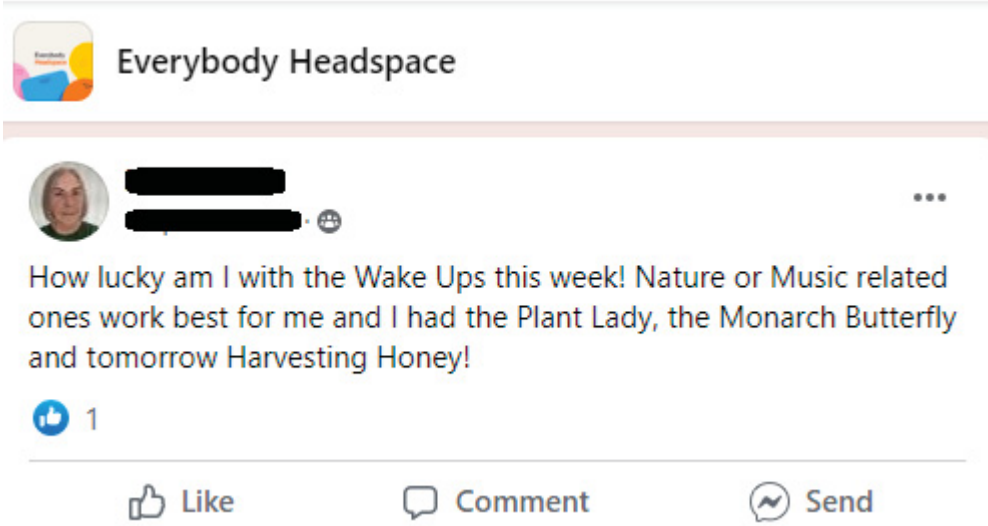 Everybody Headspace
How lucky am I with the Wake Ups this week! Nature or Music related
ones work best for me and I had the Plant Lady, the Monarch Butterfly
and tomorrow Harvesting Honey!
1
Like Comment Send